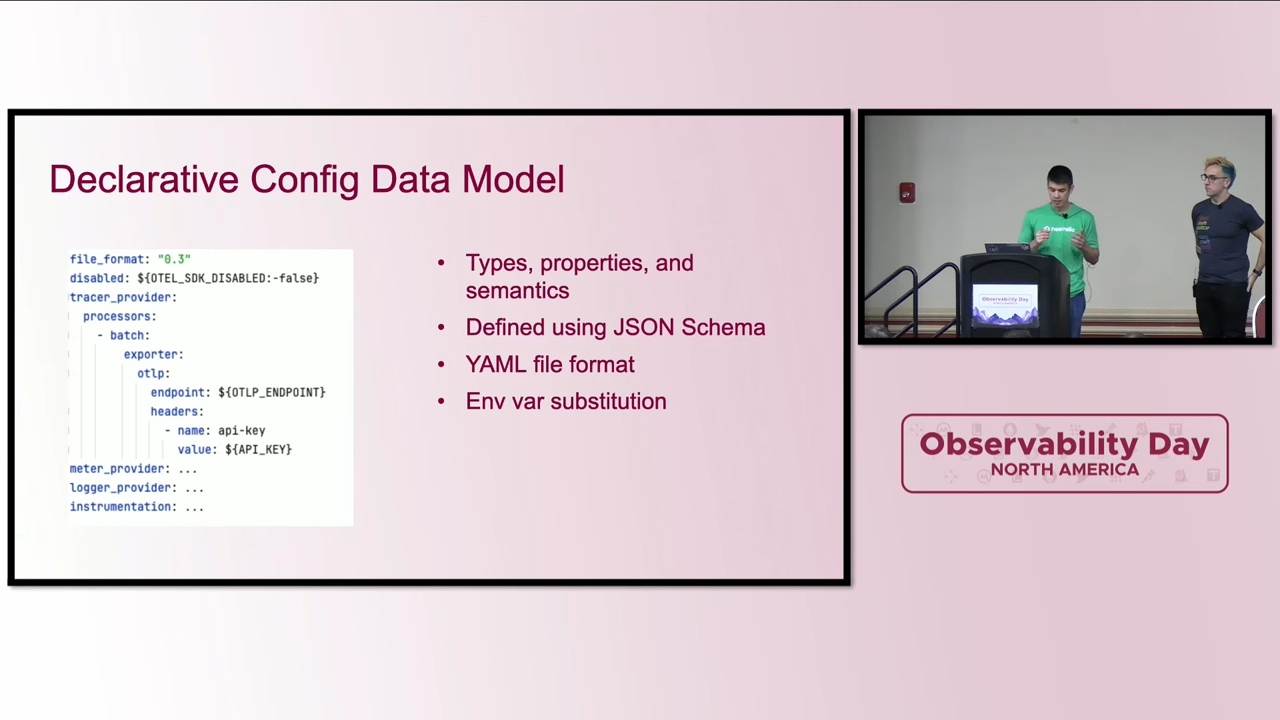 Declarative Config Data Model
file_format: "0.3"
disabled: ${OTEL_SDK_DISABLED:-false}
tracer_provider:
processors:
- batch:
exporter:
otlp:
endpoint: ${OTLP_ENDPOINT}
headers:
- name: api-key
value: ${API_KEY}
meter_provider: ...
logger_provider: ...
instrumentation: ...
• Types, properties, and
semantics
• Defined using JSON Schema
• YAML file format
• Env var substitution
Observability Day
Observability Day
NORTH AMERICA